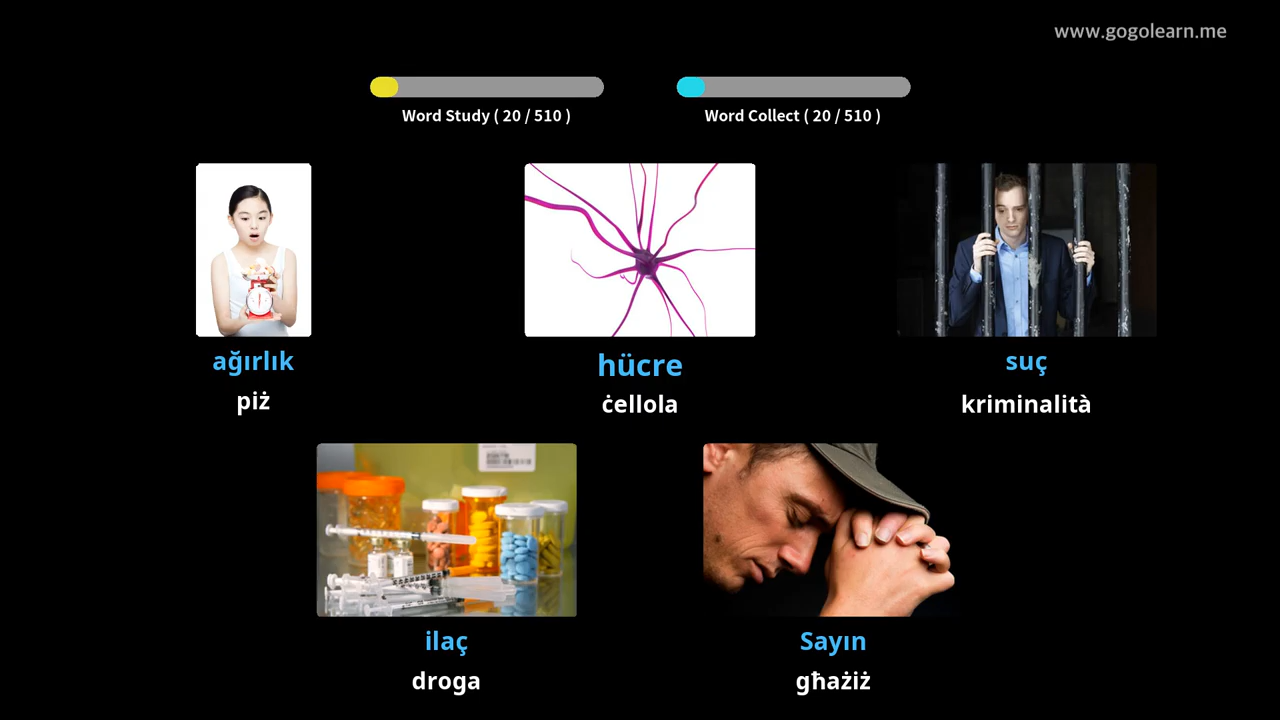 www.gogolearn.me
Word Study ( 20 / 510 )
Word Collect ( 20 / 510 )
ağırlık
piż
hücre
ċellola
suç
kriminalità
ilaç
droga
Sayın
għażiż